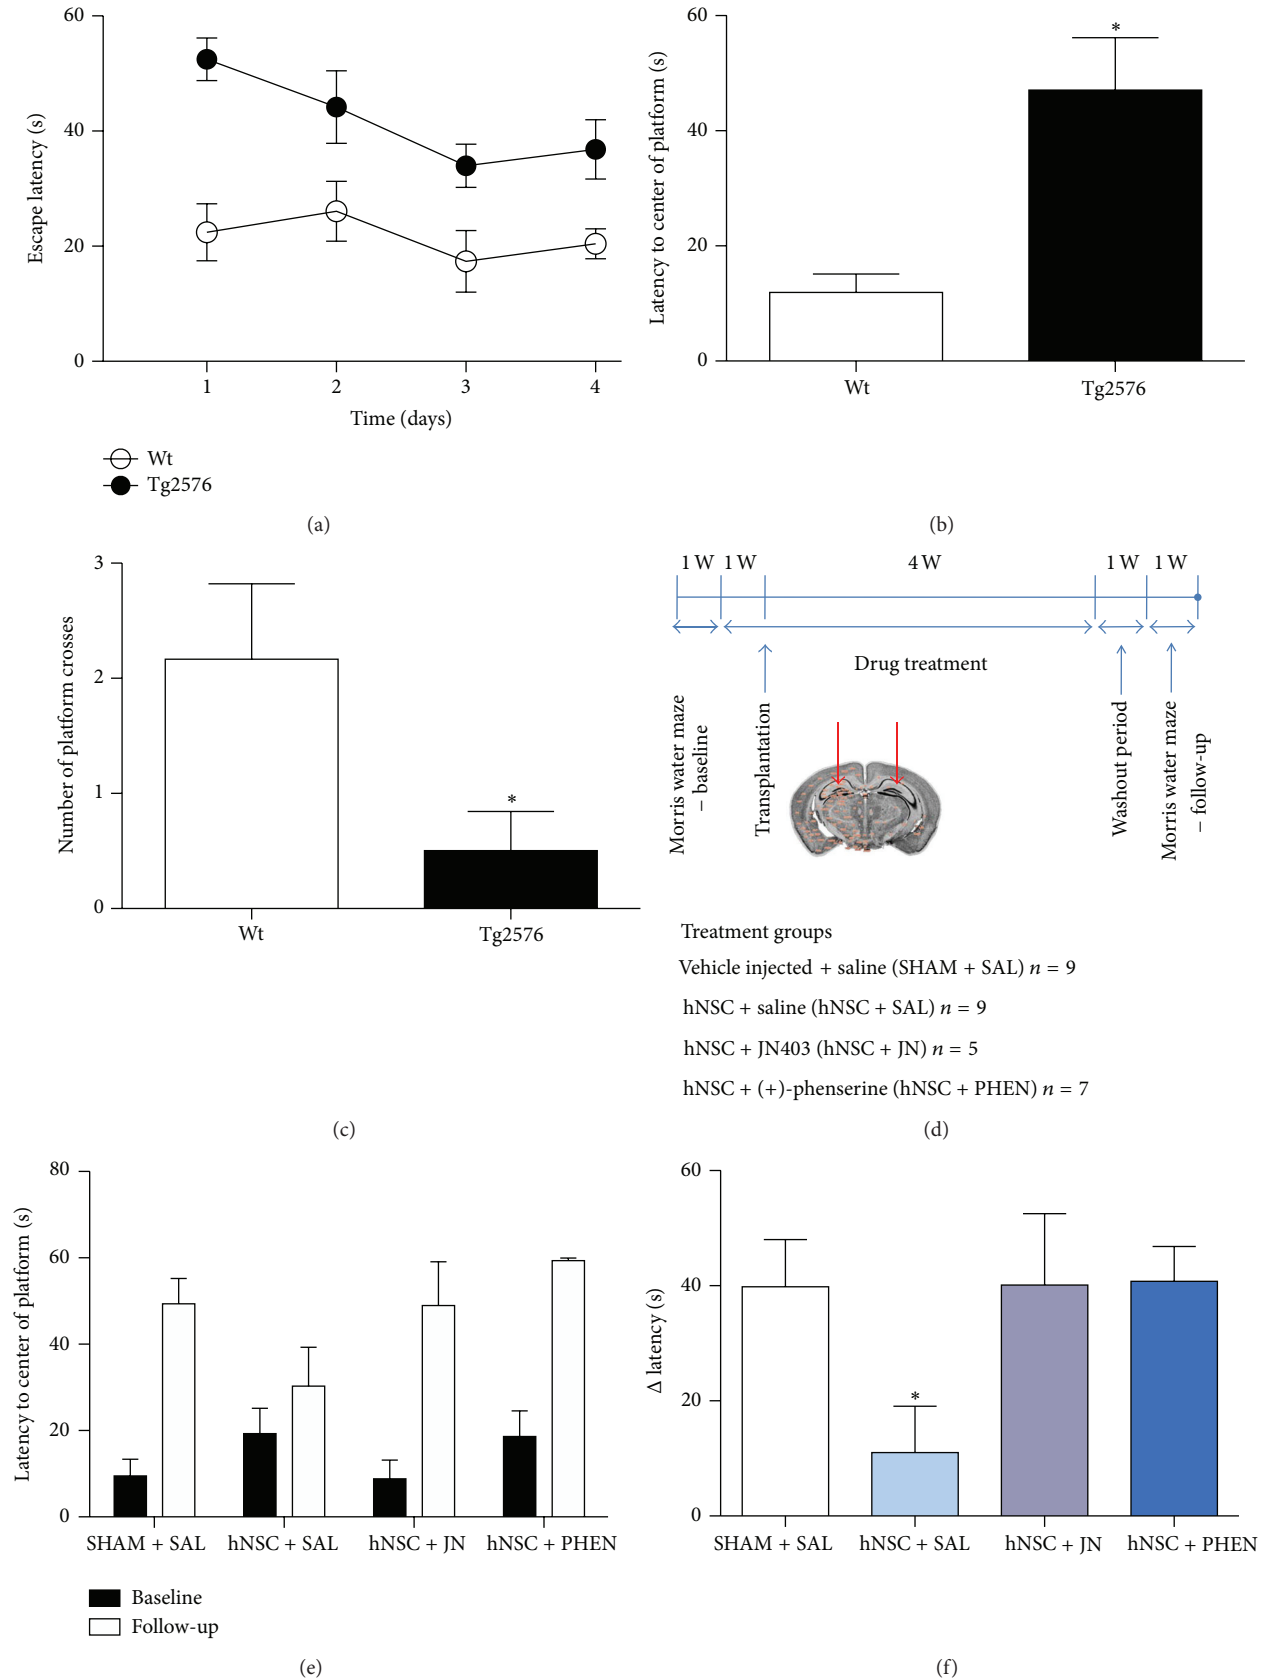 60
40
20
0
Escape latency (s)
1 2 3 4
Time (days)
Wt
Tg2576
(a)
60
40
20
0
Latency to center of platform (s)
*
Wt Tg2576
(b)
3
2
1
0
Number of platform crosses
*
Wt Tg2576
(c)
1 W 1 W 4 W 1 W 1 W
Drug treatment
Morris water maze
– baseline
Transplantation
Washout period
Morris water maze
– follow-up
Treatment groups
Vehicle injected + saline (SHAM + SAL) n = 9
hNSC + saline (hNSC + SAL) n = 9
hNSC + JN403 (hNSC + JN) n = 5
hNSC + (+)-phenserine (hNSC + PHEN) n = 7
(d)
80
60
40
20
0
Latency to center of platform (s)
SHAM + SAL hNSC + SAL hNSC + JN hNSC + PHEN
Baseline
Follow-up
(e)
60
40
20
0
Δ latency (s)
*
SHAM + SAL hNSC + SAL hNSC + JN hNSC + PHEN
(f)